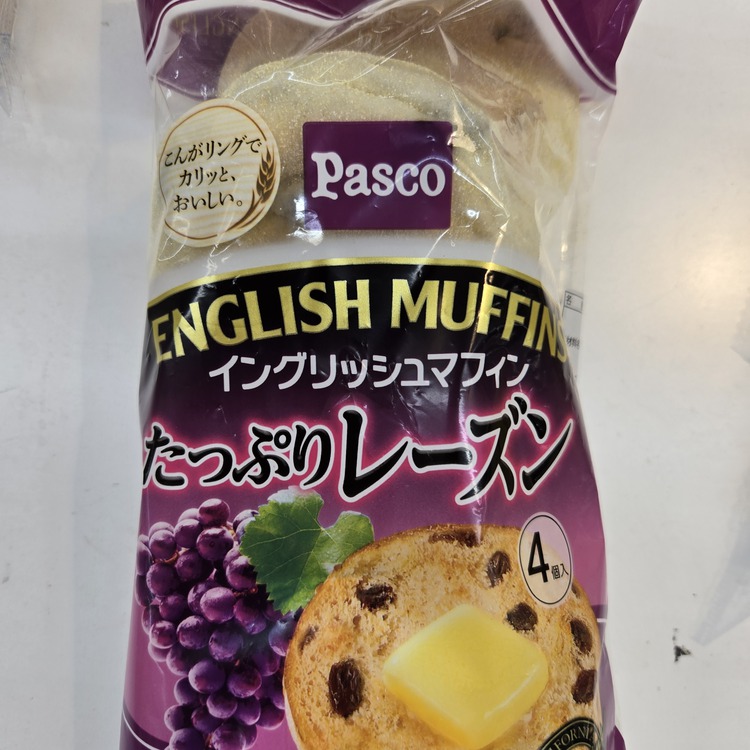 こんがリングで
カリッと、
おいしい。
Pasco
ENGLISH MUFFINS
イングリッシュマフィン
たっぷりレーズン
4個入